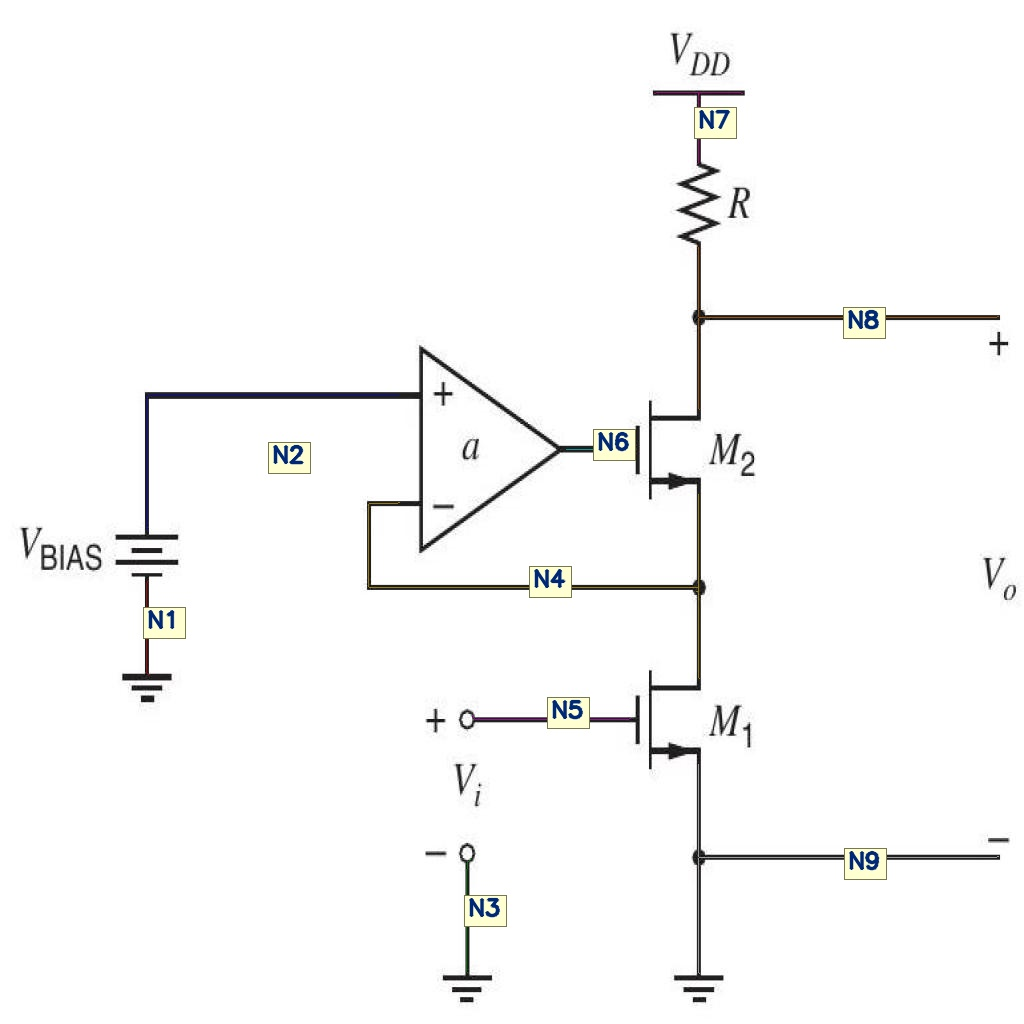 V_DD
N7
R
N8
+
+
N6
a
M_2
N2
−
V_BIAS
N4
V_o
N1
N5
+
M_1
V_i
−
−
N9
N3